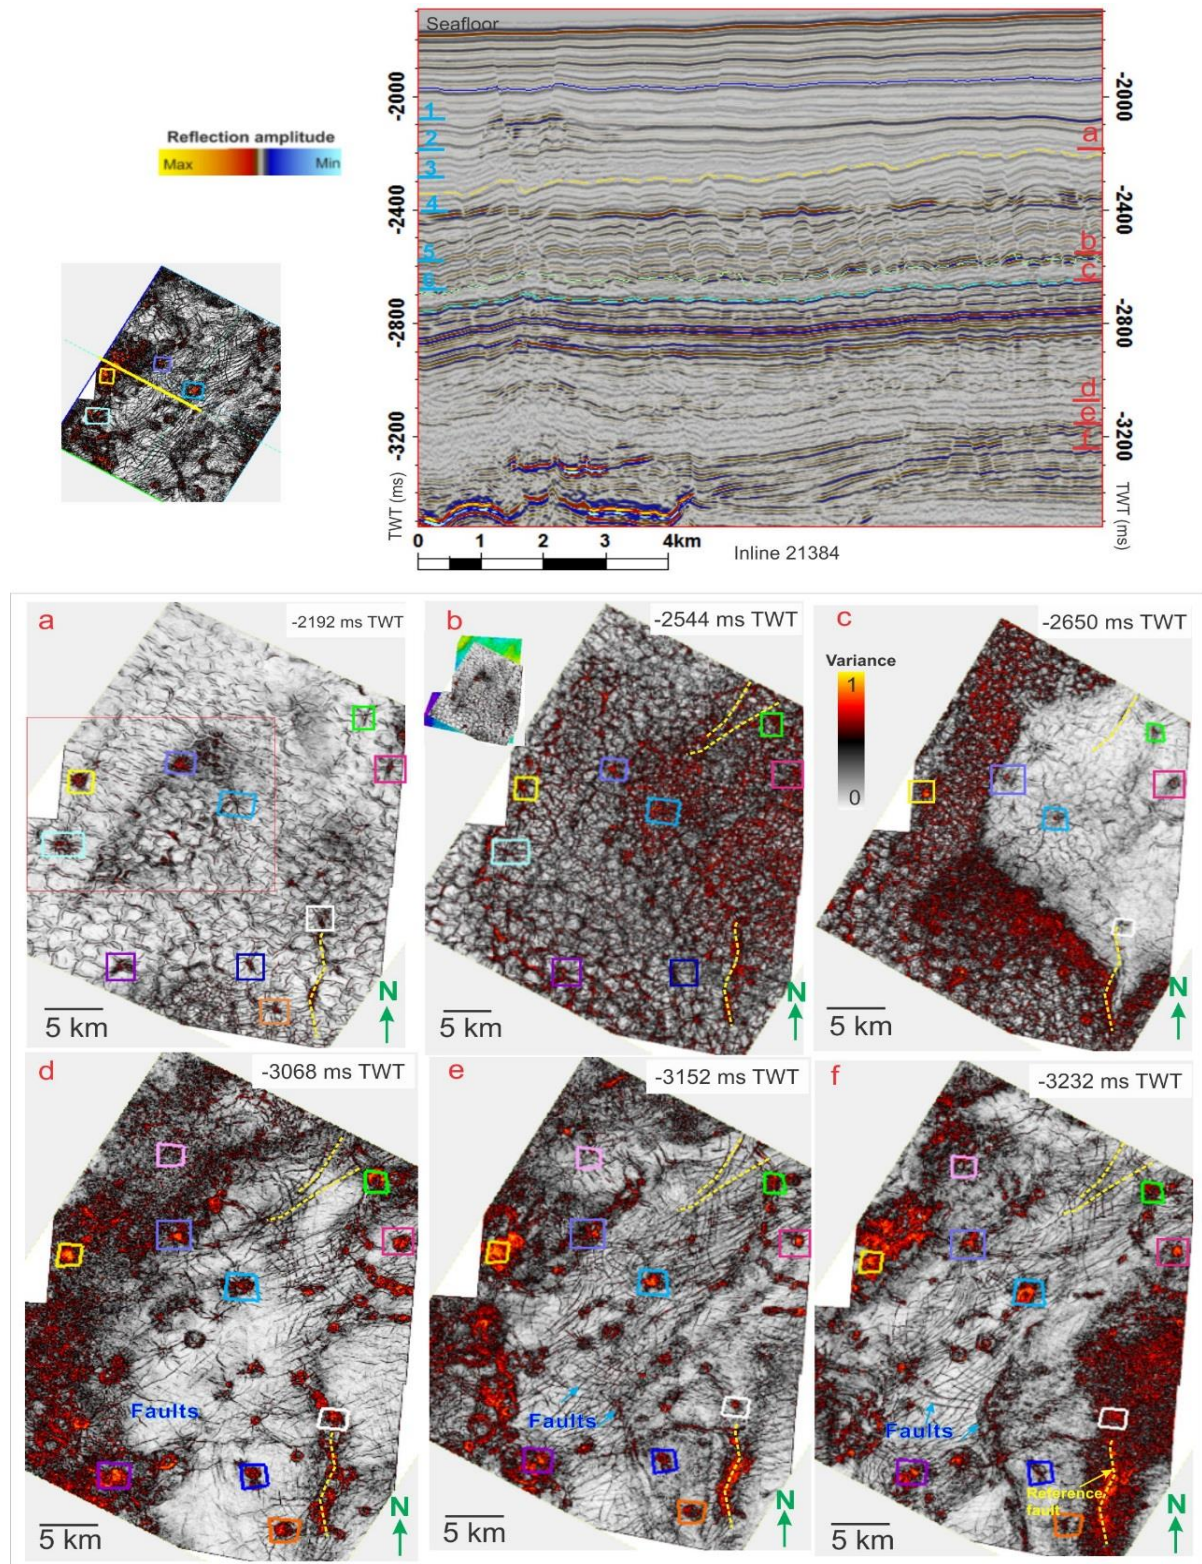 Seafloor
-2000
-2000
1
2
3
4
5
6
a
b
c
d
e
f
Reflection amplitude
Max
Min
-2400
-2400
-2800
-2800
-3200
-3200
TWT (ms)
TWT (ms)
0 1 2 3 4km
Inline 21384
a
-2192 ms TWT
b
-2544 ms TWT
c
-2650 ms TWT
Variance
1
0
N
5 km
N
5 km
N
5 km
d
-3068 ms TWT
e
-3152 ms TWT
f
-3232 ms TWT
Faults
Faults
Faults
Reference
fault
N
5 km
N
5 km
N
5 km